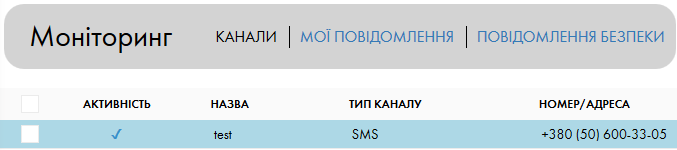 Моніторинг КАНАЛИ МОЇ ПОВІДОМЛЕННЯ ПОВІДОМЛЕННЯ БЕЗПЕКИ
АКТИВНІСТЬ НАЗВА ТИП КАНАЛУ НОМЕР/АДРЕСА
test SMS +380 (50) 600-33-05